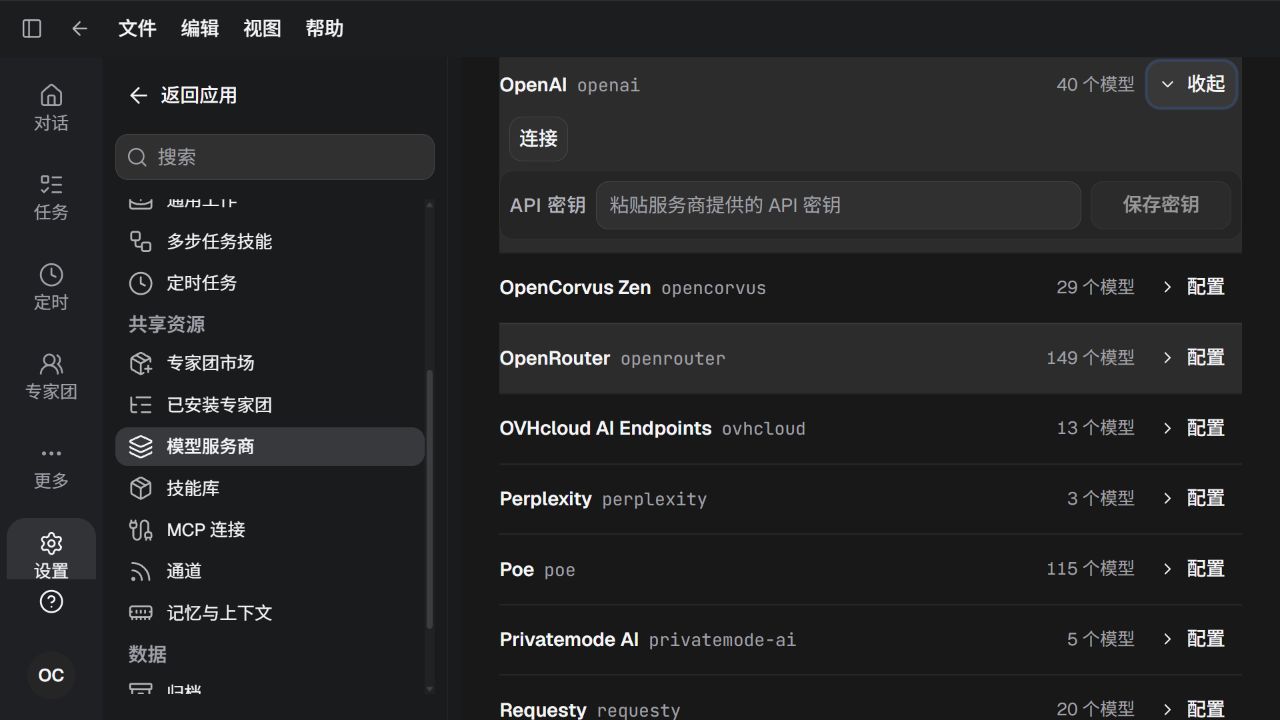 文件 编辑 视图 帮助
对话
任务
定时
专家团
更多
设置
OC
返回应用
搜索
通用工作
多步任务技能
定时任务
共享资源
专家团市场
已安装专家团
模型服务商
技能库
MCP 连接
通道
记忆与上下文
数据
归档
OpenAI openai 40 个模型 收起
连接
API 密钥 粘贴服务商提供的 API 密钥 保存密钥
OpenCorvus Zen opencorvus 29 个模型 配置
OpenRouter openrouter 149 个模型 配置
OVHcloud AI Endpoints ovhcloud 13 个模型 配置
Perplexity perplexity 3 个模型 配置
Poe poe 115 个模型 配置
Privatemode AI privatemode-ai 5 个模型 配置
Requesty requesty 20 个模型 配置